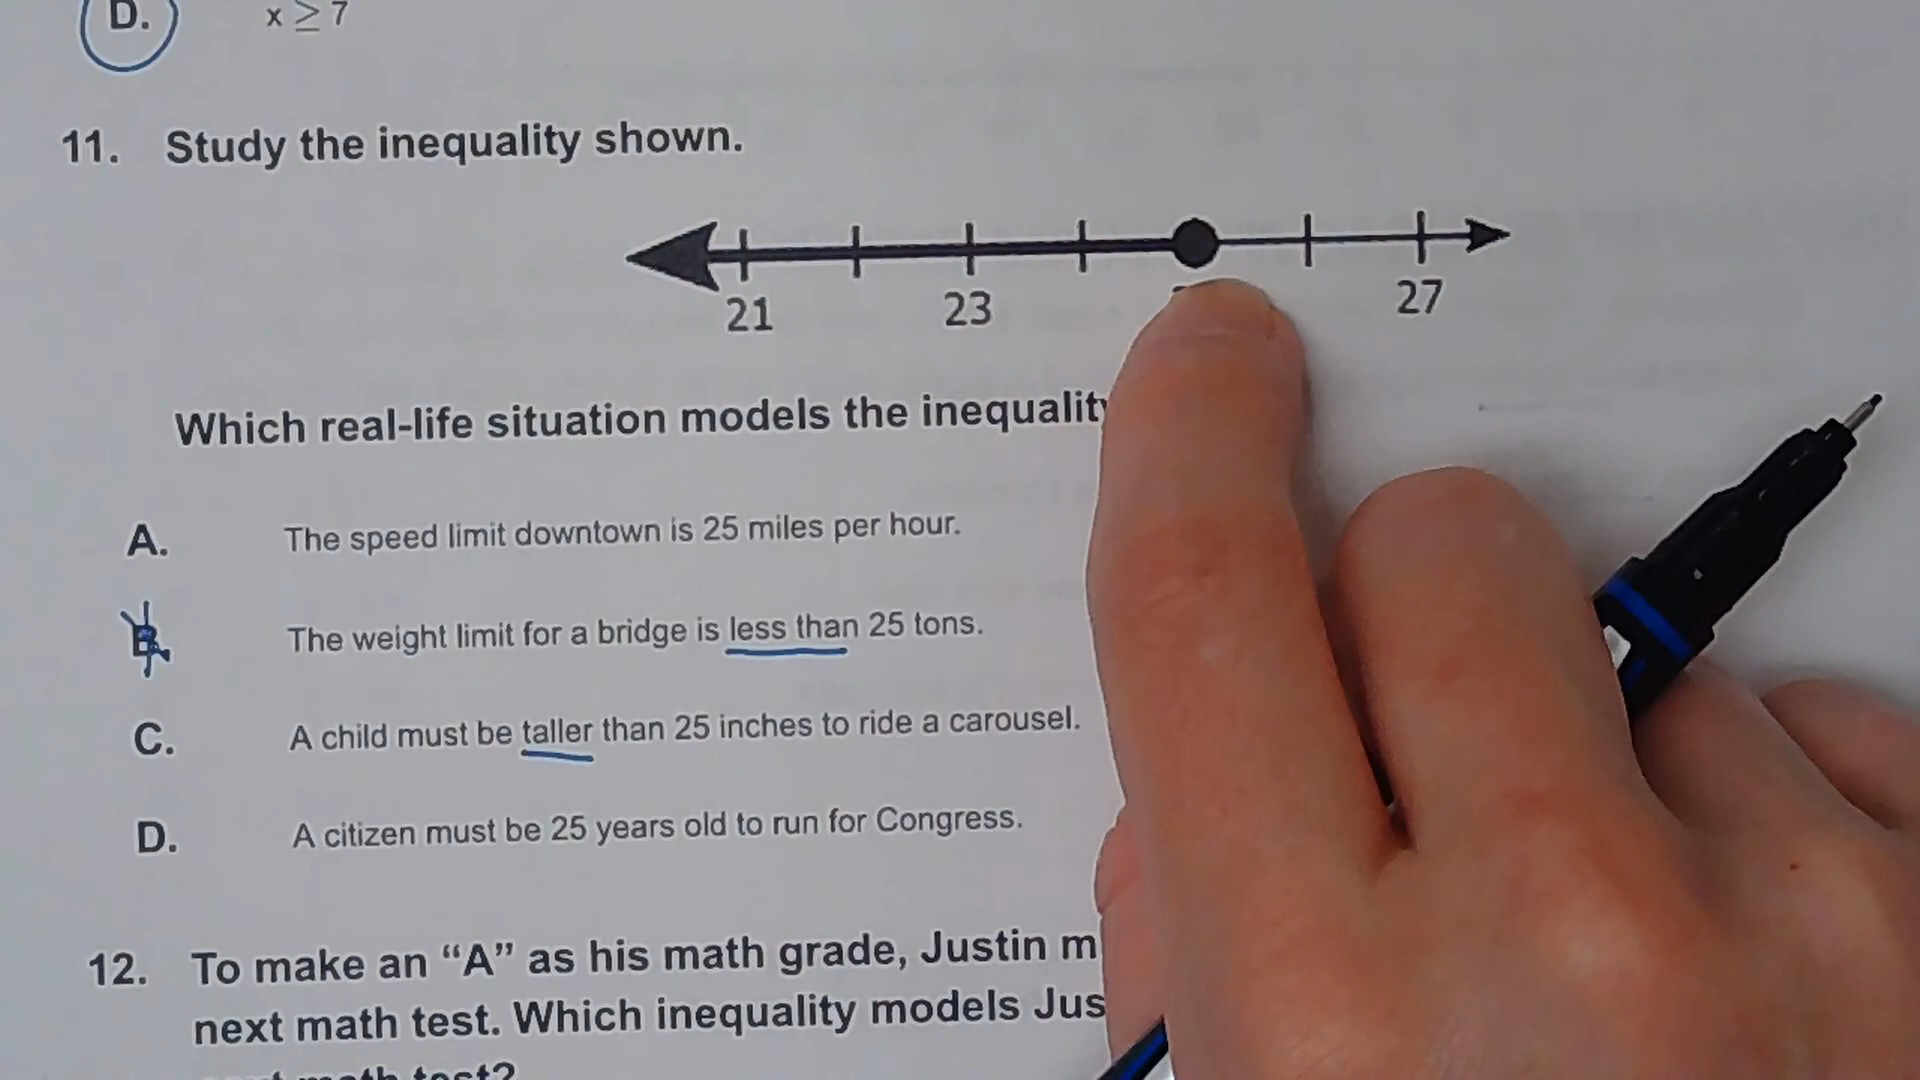 D. x ≥ 7
11. Study the inequality shown.
21 23 27
Which real-life situation models the
A. The speed limit downtown is 25 miles per hour.
B. The weight limit for a bridge is less than 25 tons.
C. A child must be taller than 25 inches to ride a carousel.
D. A citizen must be 25 years old to run for Congress.
12. To make an “A” as his math grade, Justin
next math test. Which inequality models
math test?